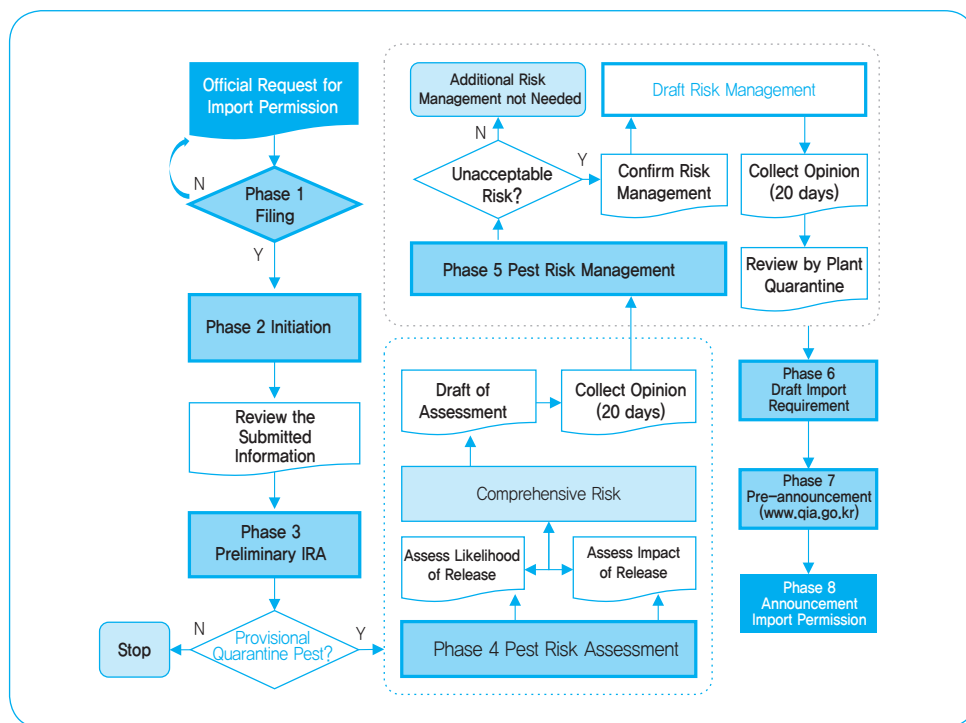 Official Request for
Import Permission
N
Phase 1
Filing
Y
Phase 2 Initiation
Review the
Submitted
Information
Phase 3
Preliminary IRA
N
Provisional
Quarantine Pest?
Y
Stop
Phase 4 Pest Risk Assessment
Assess Likelihood
of Release
Assess Impact
of Release
Comprehensive Risk
Draft of
Assessment
Collect Opinion
(20 days)
Phase 5 Pest Risk Management
Unacceptable
Risk?
N
Y
Additional Risk
Management not Needed
Confirm Risk
Management
Draft Risk Management
Collect Opinion
(20 days)
Review by Plant
Quarantine
Phase 6
Draft Import
Requirement
Phase 7
Pre-announcement
(www.qia.go.kr)
Phase 8
Announcement
Import Permission